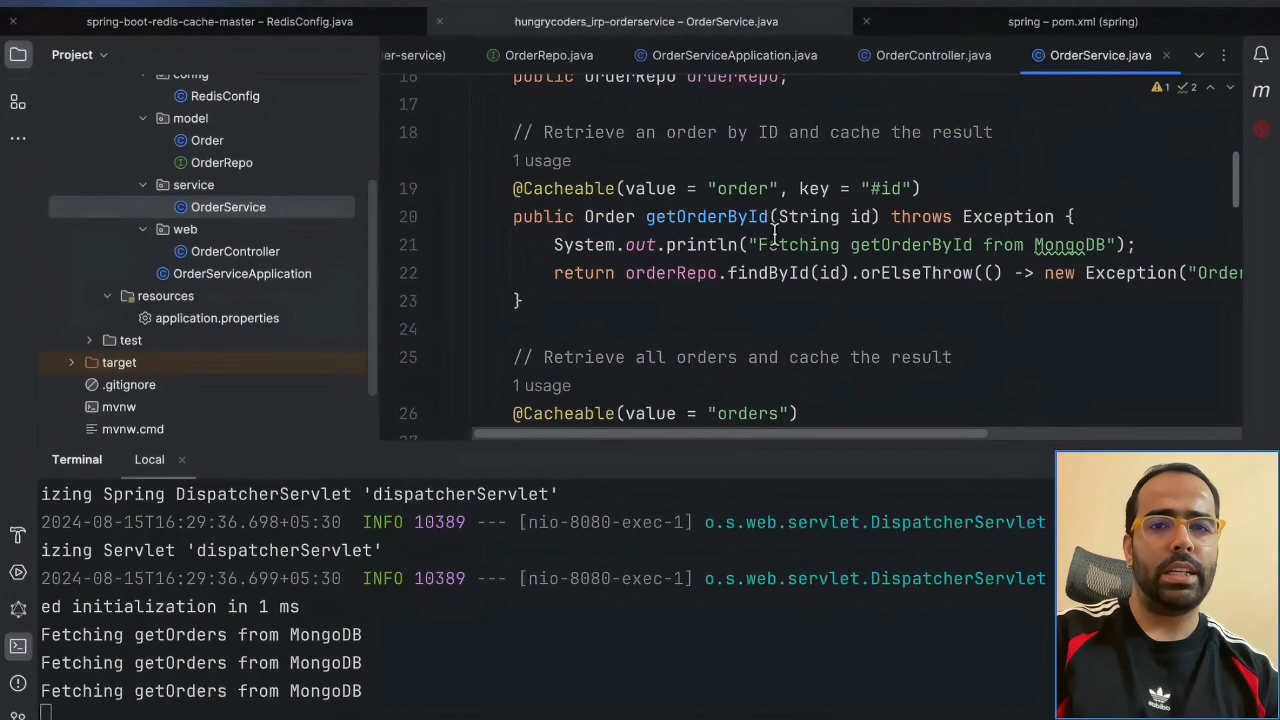 spring-boot-redis-cache-master – RedisConfig.java
hungrycoders_irp-orderservice – OrderService.java
spring – pom.xml (spring)
Project
er-service)
OrderRepo.java
OrderServiceApplication.java
OrderController.java
OrderService.java
config
RedisConfig
model
Order
OrderRepo
service
OrderService
web
OrderController
OrderServiceApplication
resources
application.properties
test
target
.gitignore
mvnw
mvnw.cmd
1 2
16 public OrderRepo orderRepo;
17
18 // Retrieve an order by ID and cache the result
1 usage
19 @Cacheable(value = "order", key = "#id")
20 public Order getOrderById(String id) throws Exception {
21 System.out.println("Fetching getOrderById from MongoDB");
22 return orderRepo.findById(id).orElseThrow(() -> new Exception("Order
23 }
24
25 // Retrieve all orders and cache the result
1 usage
26 @Cacheable(value = "orders")
Terminal
Local
izing Spring DispatcherServlet 'dispatcherServlet'
2024-08-15T16:29:36.698+05:30 INFO 10389 --- [nio-8080-exec-1] o.s.web.servlet.DispatcherServlet
izing Servlet 'dispatcherServlet'
2024-08-15T16:29:36.699+05:30 INFO 10389 --- [nio-8080-exec-1] o.s.web.servlet.DispatcherServlet
ed initialization in 1 ms
Fetching getOrders from MongoDB
Fetching getOrders from MongoDB
Fetching getOrders from MongoDB
adidas